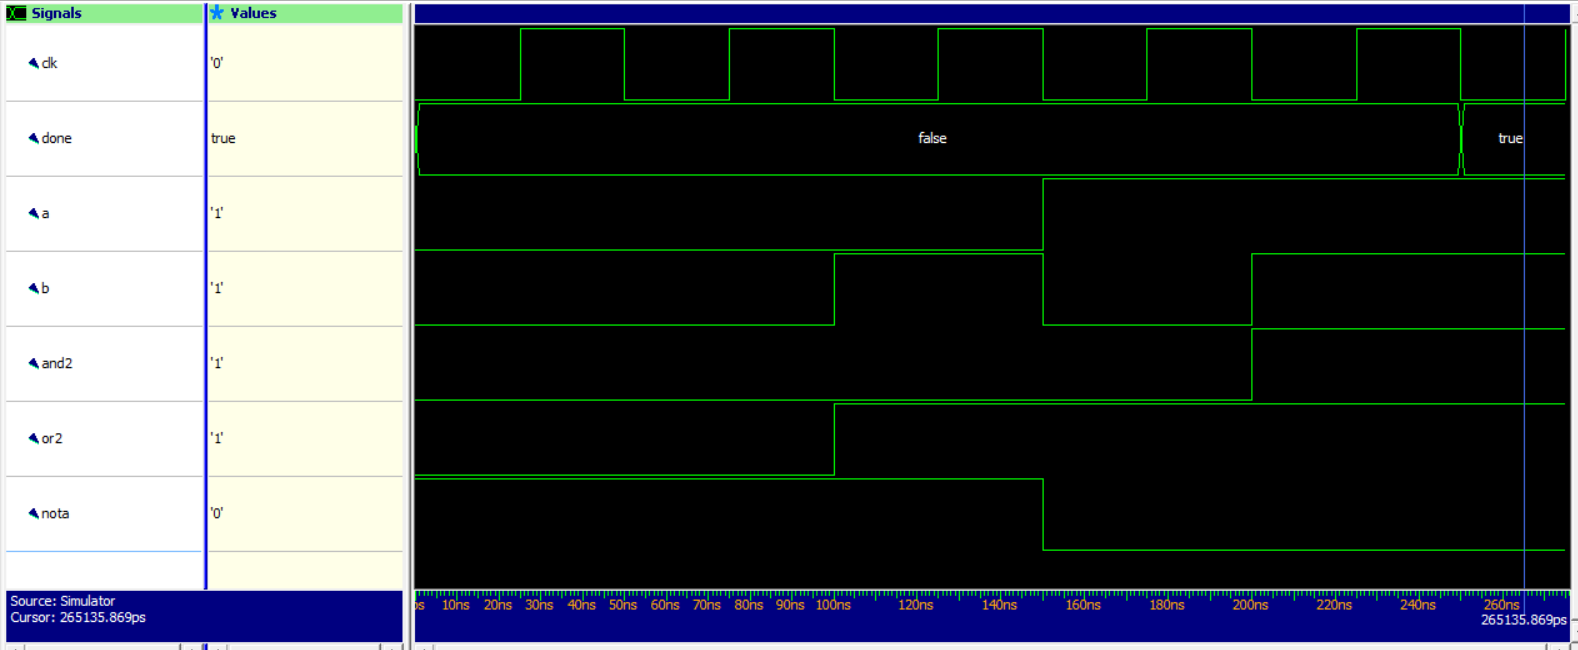 Signals Values
clk '0'
done true false true
a '1'
b '1'
and2 '1'
or2 '1'
nota '0'
Source: Simulator
Cursor: 265135.869ps
10ns 20ns 30ns 40ns 50ns 60ns 70ns 80ns 90ns 100ns 120ns 140ns 160ns 180ns 200ns 220ns 240ns 260ns
265135.869ps